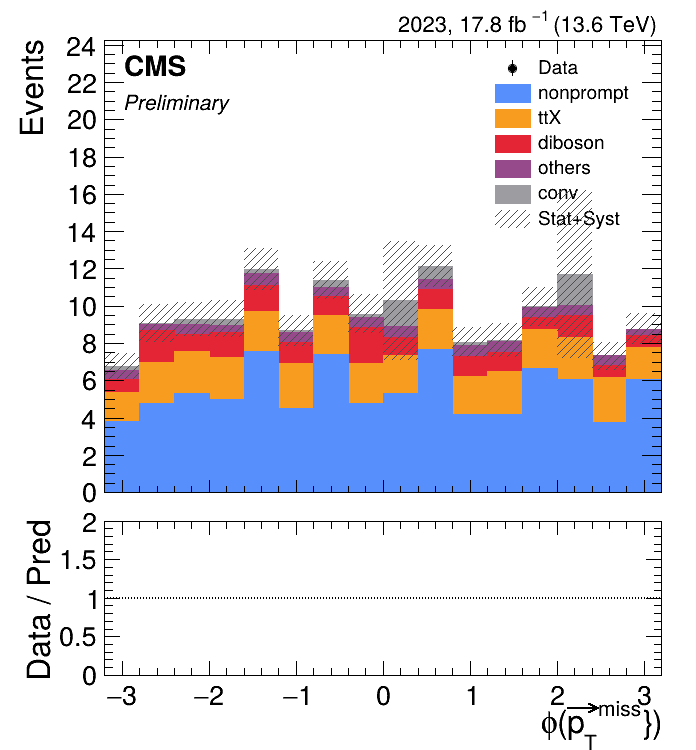 2023, 17.8 fb⁻¹ (13.6 TeV)
CMS
Preliminary
Events
24
22
20
18
16
14
12
10
8
6
4
2
0
Data
nonprompt
ttX
diboson
others
conv
Stat+Syst
Data / Pred
2
1.5
1
0.5
0
−3 −2 −1 0 1 2 3
ϕ(p⃗_T^miss})